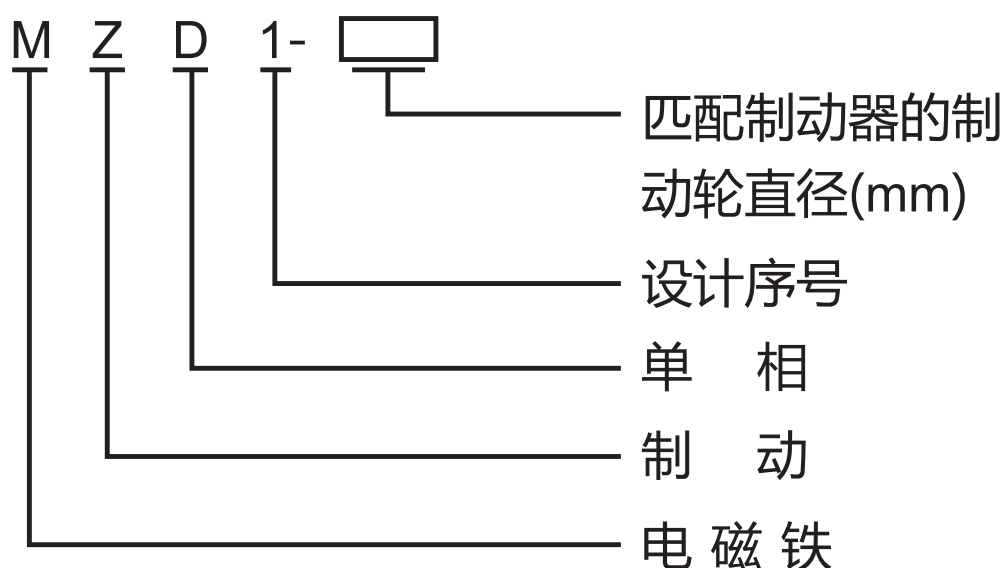 MZD1-
匹配制动器的制
动轮直径(mm)
设计序号
单 相
制 动
电 磁 铁